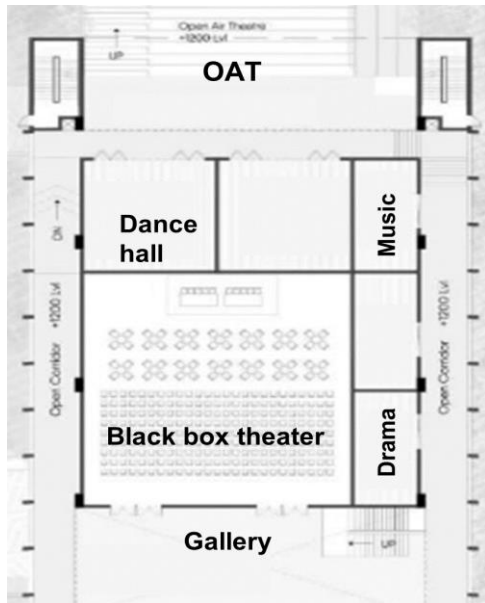 Open Air Theatre
+1200 Lvl
UP
OAT
Dance
hall
Music
DN
Open Corridor +1200 Lvl
Open Corridor +1200 Lvl
Black box theater
Drama
Gallery
UP